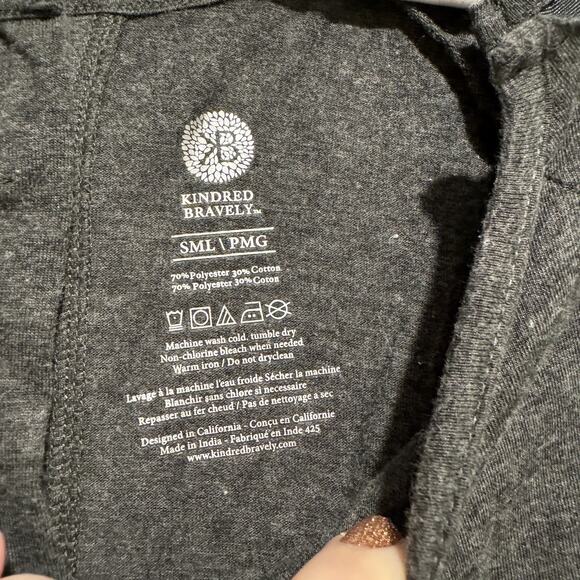 KB
KINDRED
BRAVELY™
SML \ PMG
70%Polyester 30% Cotton
70% Polyester 30%Coton
Machine wash cold. tumble dry
Non-chlorine bleach when needed
Warm iron / Do not dryclean
Lavage à la machine l'eau froide Sécher la machine
Blanchir sans chlore si necessaire
Repasser au fer cheud / Pas de nettoyage a sec
Designed in California - Conçu en Californie
Made in India - Fabriqué en Inde 425
www.kindredbravely.com